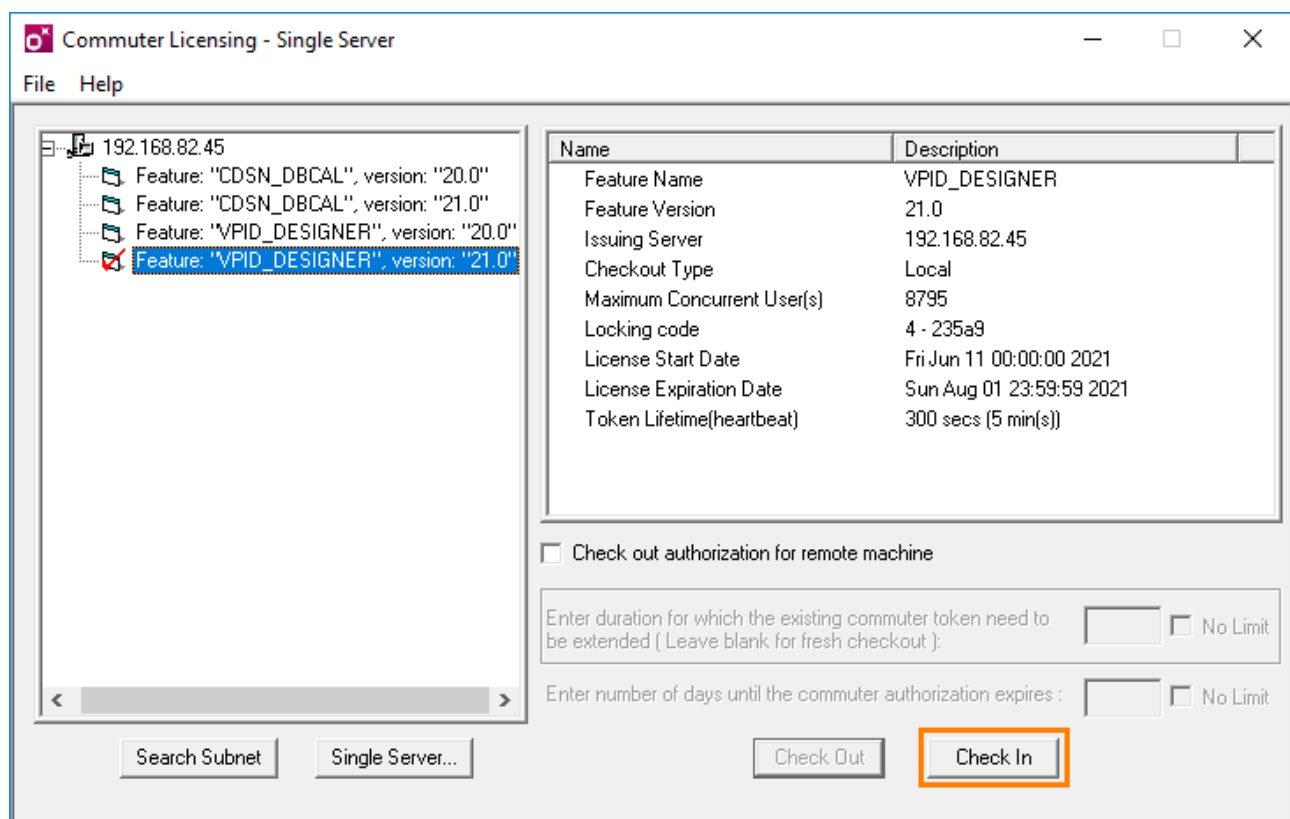 Commuter Licensing - Single Server
File Help
192.168.82.45
Feature: "CDSN_DBCAL", version: "20.0"
Feature: "CDSN_DBCAL", version: "21.0"
Feature: "VPID_DESIGNER", version: "20.0"
Feature: "VPID_DESIGNER", version: "21.0"
Name Description
Feature Name VPID_DESIGNER
Feature Version 21.0
Issuing Server 192.168.82.45
Checkout Type Local
Maximum Concurrent User(s) 8795
Locking code 4 - 235a9
License Start Date Fri Jun 11 00:00:00 2021
License Expiration Date Sun Aug 01 23:59:59 2021
Token Lifetime(heartbeat) 300 secs (5 min(s))
Check out authorization for remote machine
Enter duration for which the existing commuter token need to
be extended ( Leave blank for fresh checkout ): No Limit
Enter number of days until the commuter authorization expires : No Limit
Search Subnet Single Server... Check Out Check In